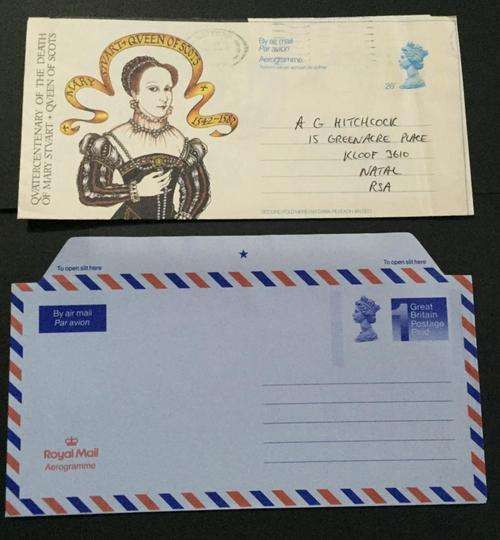 QVATERCENTENARY OF THE DEATH
OF MARY STVART • QVEEN OF SCOTS
MARY STVART • QVEEN OF SCOTS
1542–1587
By air mail
Par avion
Aerogramme
28p
A G HITCHCOCK
15 GREENACRE PLACE
KLOOF 3610
NATAL
RSA
To open slit here
To open slit here
By air mail
Par avion
1
Great
Britain
Postage
Paid
Royal Mail
Aerogramme